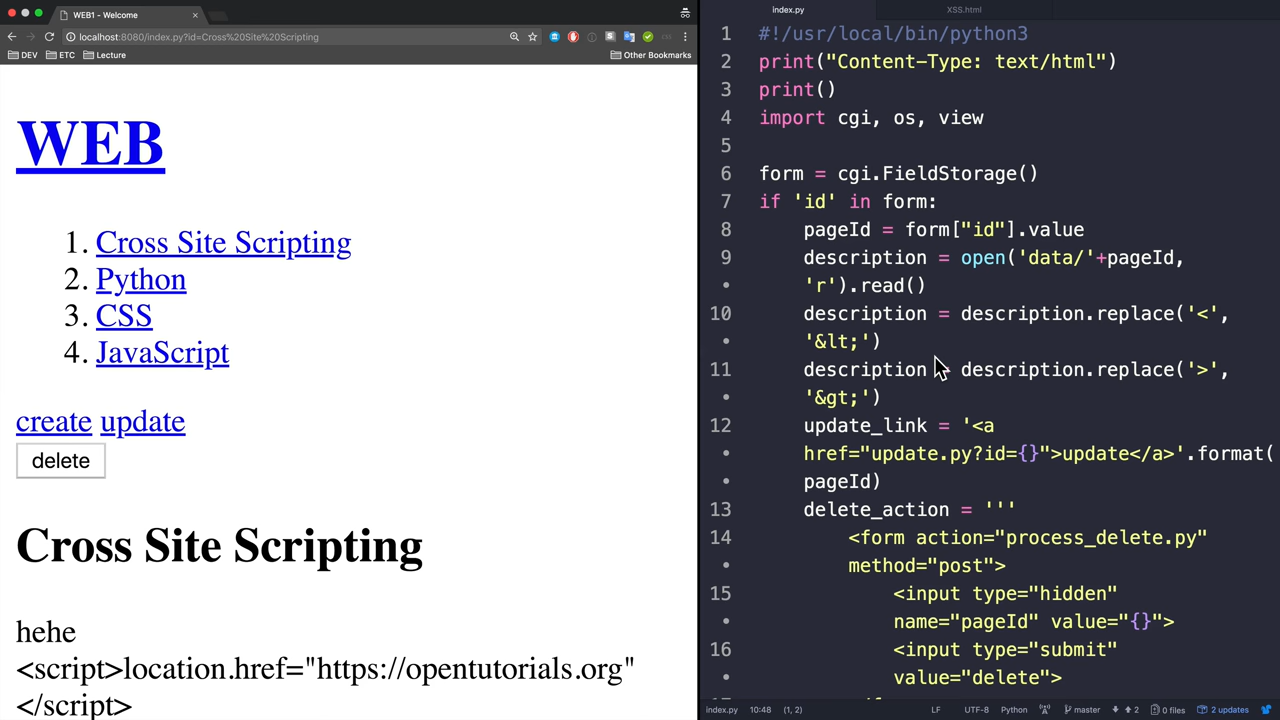 WEB1 - Welcome
localhost:8080/index.py?id=Cross%20Site%20Scripting
DEV ETC Lecture Other Bookmarks
WEB
1. Cross Site Scripting
2. Python
3. CSS
4. JavaScript
create update
delete
Cross Site Scripting
hehe
<script>location.href="https://opentutorials.org"
</script>
index.py XSS.html
1 #!/usr/local/bin/python3
2 print("Content-Type: text/html")
3 print()
4 import cgi, os, view
5
6 form = cgi.FieldStorage()
7 if 'id' in form:
8 pageId = form["id"].value
9 description = open('data/'+pageId,
• 'r').read()
10 description = description.replace('<',
• '&lt;')
11 description = description.replace('>',
• '&gt;')
12 update_link = '<a
• href="update.py?id={}">update</a>'.format(
• pageId)
13 delete_action = '''
14 <form action="process_delete.py"
• method="post">
15 <input type="hidden"
• name="pageId" value="{}">
16 <input type="submit"
• value="delete">
index.py 10:48 (1, 2) LF UTF-8 Python master 2 0 files 2 updates